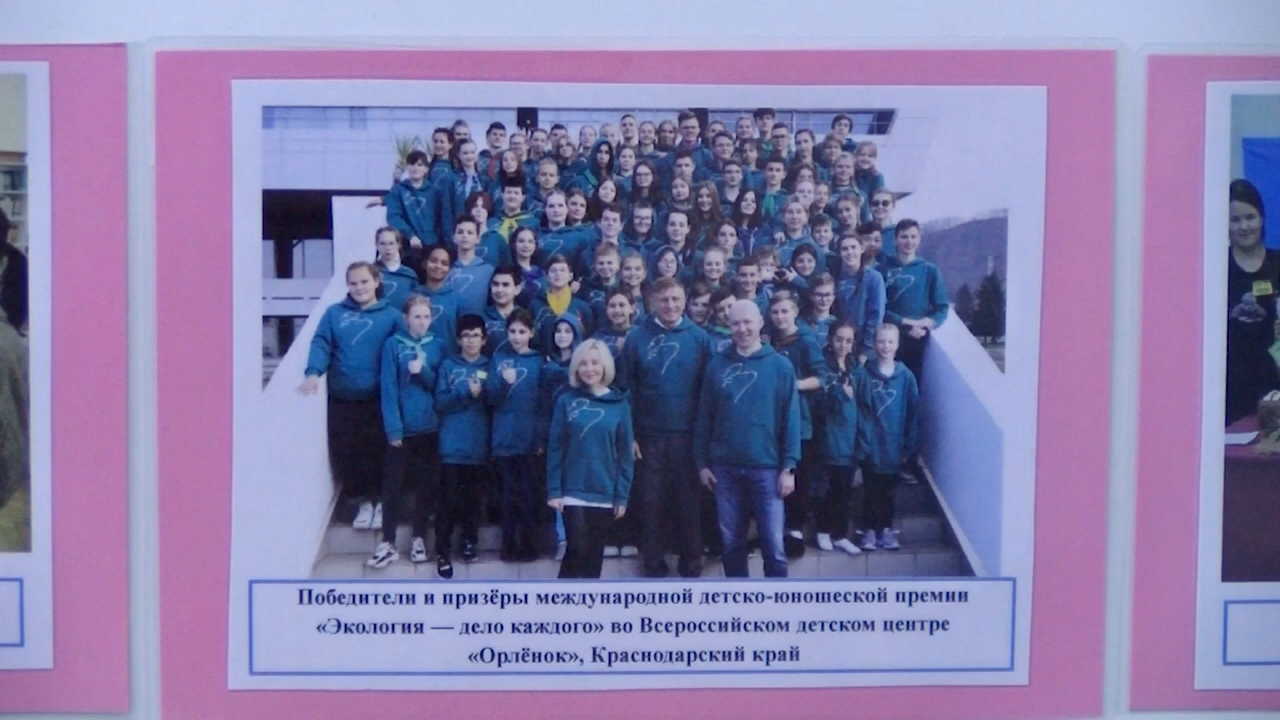 Победители и призёры международной детско-юношеской премии
«Экология — дело каждого» во Всероссийском детском центре
«Орлёнок», Краснодарский край